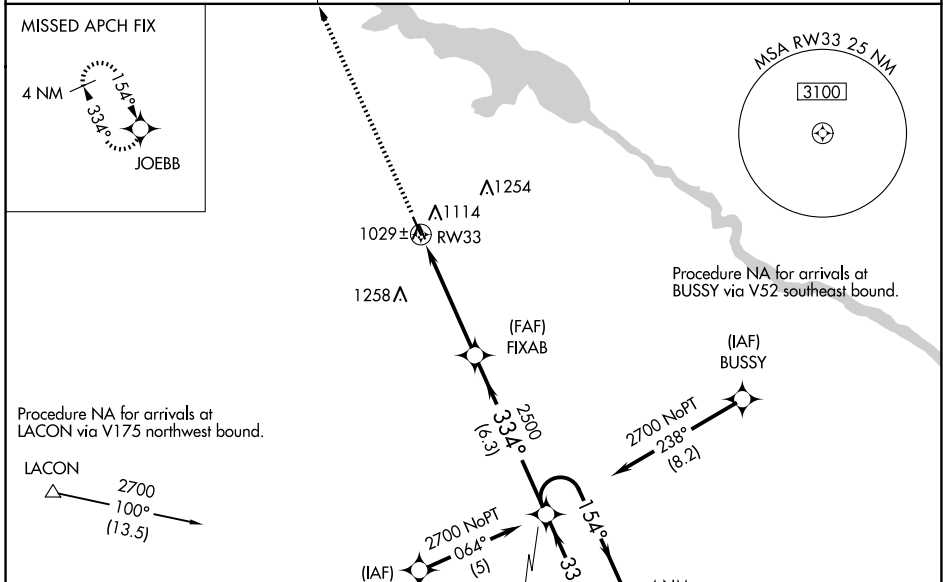 MISSED APCH FIX
4 NM
154°
334°
JOEBB
MSA RW33 25 NM
3100
1254
1114
1029±
RW33
1258
Procedure NA for arrivals at
BUSSY via V52 southeast bound.
(FAF)
FIXAB
(IAF)
BUSSY
2500
334°
(6.3)
2700 NoPT
238°
(8.2)
Procedure NA for arrivals at
LACON via V175 northwest bound.
LACON
2700
100°
(13.5)
2700 NoPT
064°
(5)
(IAF)
154°
33